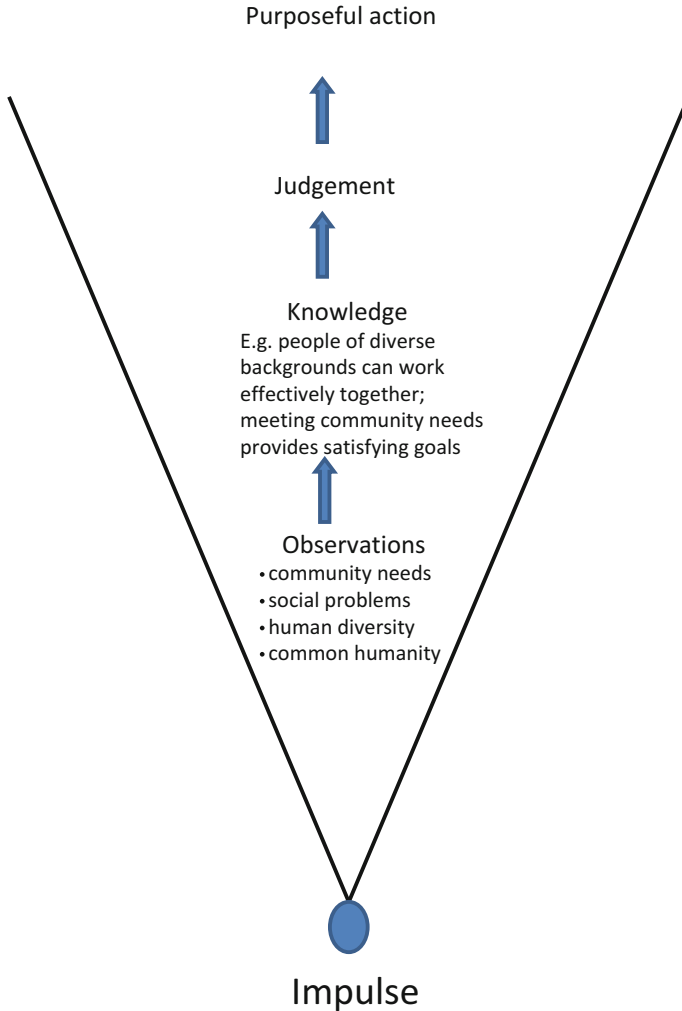 Purposeful action
Judgement
Knowledge
E.g. people of diverse
backgrounds can work
effectively together;
meeting community needs
provides satisfying goals
Observations
•community needs
•social problems
•human diversity
•common humanity
Impulse